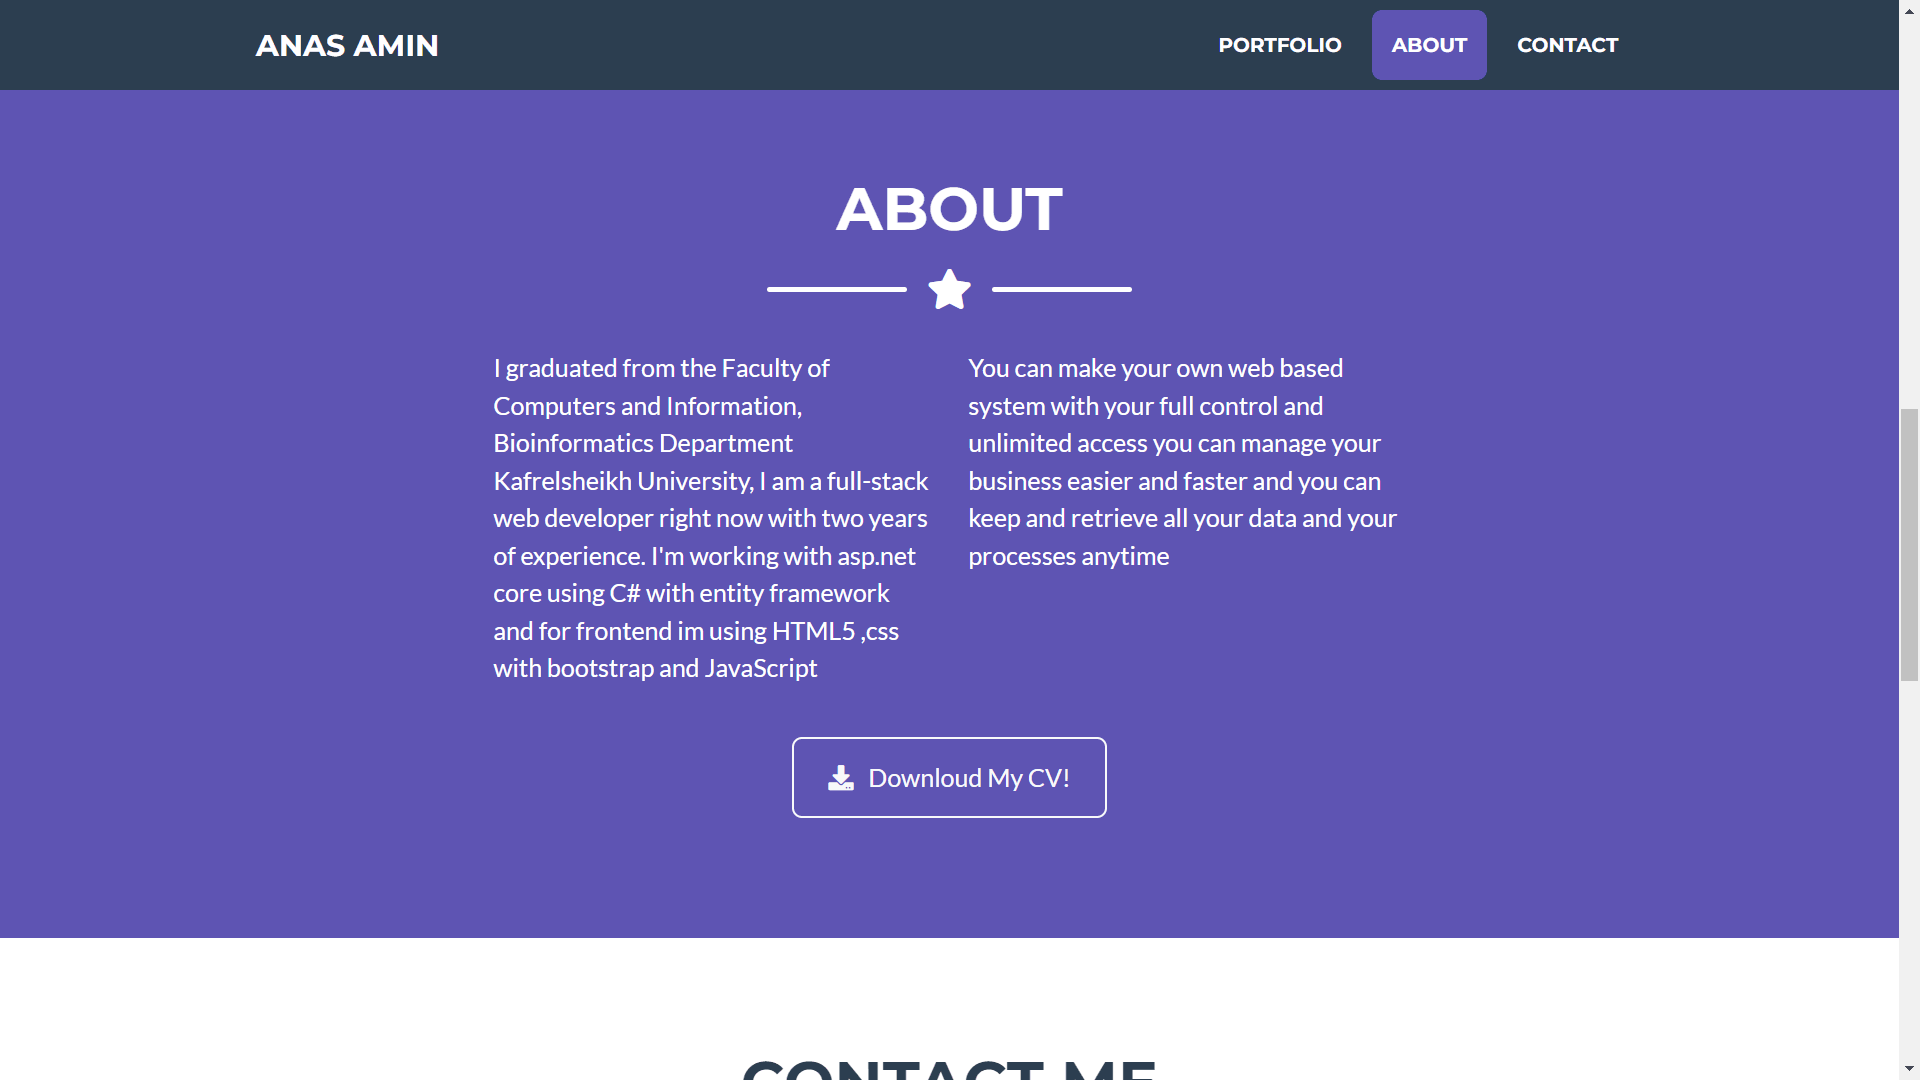 ANAS AMIN
PORTFOLIO
ABOUT
CONTACT
ABOUT
I graduated from the Faculty of
Computers and Information,
Bioinformatics Department
Kafrelsheikh University, I am a full-stack
web developer right now with two years
of experience. I'm working with asp.net
core using C# with entity framework
and for frontend im using HTML5 ,css
with bootstrap and JavaScript
You can make your own web based
system with your full control and
unlimited access you can manage your
business easier and faster and you can
keep and retrieve all your data and your
processes anytime
Downloud My CV!
CONTACT ME